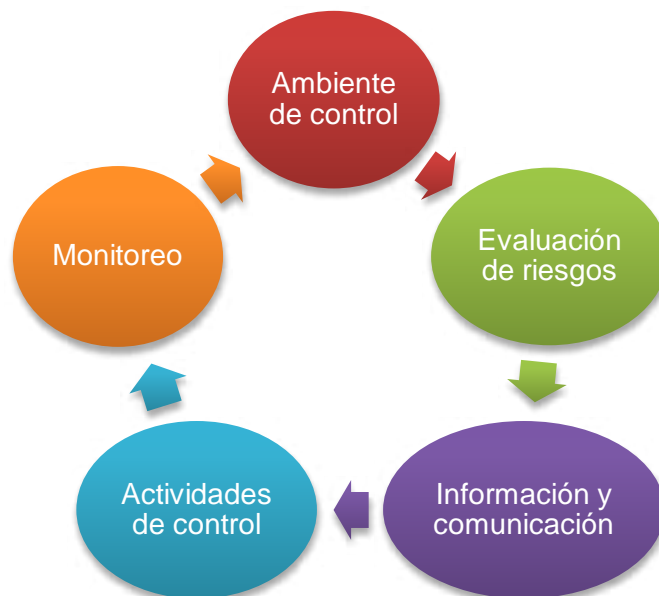 Ambiente
de control
Evaluación
de riesgos
Información y
comunicación
Actividades
de control
Monitoreo